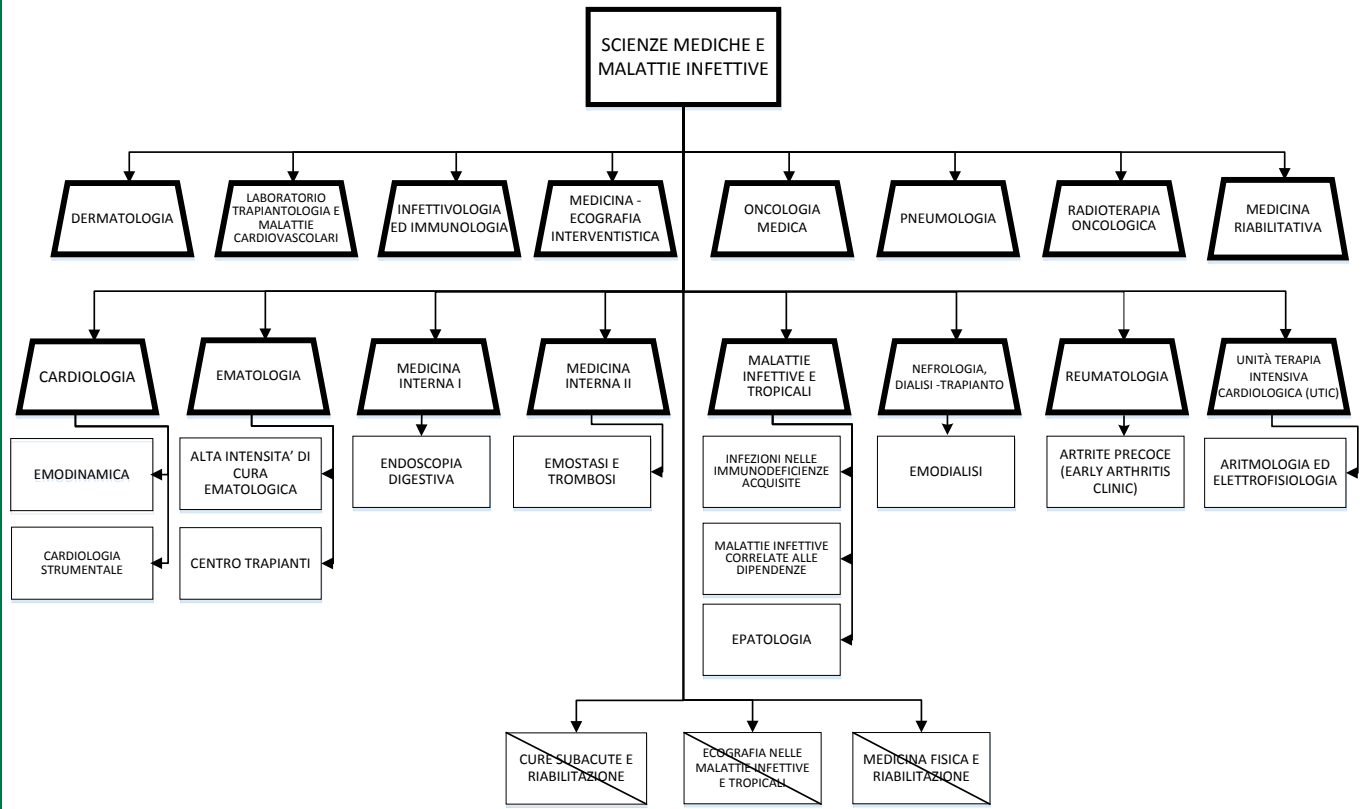 SCIENZE MEDICHE E
MALATTIE INFETTIVE
DERMATOLOGIA
LABORATORIO
TRAPIANTOLOGIA E
MALATTIE
CARDIOVASCOLARI
INFETTIVOLOGIA
ED IMMUNOLOGIA
MEDICINA -
ECOGRAFIA
INTERVENTISTICA
ONCOLOGIA
MEDICA
PNEUMOLOGIA
RADIOTERAPIA
ONCOLOGICA
MEDICINA
RIABILITATIVA
CARDIOLOGIA
EMATOLOGIA
MEDICINA
INTERNA I
MEDICINA
INTERNA II
MALATTIE
INFETTIVE E
TROPICALI
NEFROLOGIA,
DIALISI -TRAPIANTO
REUMATOLOGIA
UNITÀ TERAPIA
INTENSIVA
CARDIOLOGICA (UTIC)
EMODINAMICA
ALTA INTENSITA’ DI
CURA
EMATOLOGICA
ENDOSCOPIA
DIGESTIVA
EMOSTASI E
TROMBOSI
INFEZIONI NELLE
IMMUNODEFICIENZE
ACQUISITE
EMODIALISI
ARTRITE PRECOCE
(EARLY ARTHRITIS
CLINIC)
ARITMOLOGIA ED
ELETTROFISIOLOGIA
CARDIOLOGIA
STRUMENTALE
CENTRO TRAPIANTI
MALATTIE INFETTIVE
CORRELATE ALLE
DIPENDENZE
EPATOLOGIA
CURE SUBACUTE E
RIABILITAZIONE
ECOGRAFIA NELLE
MALATTIE INFETTIVE
E TROPICALI
MEDICINA FISICA E
RIABILITAZIONE